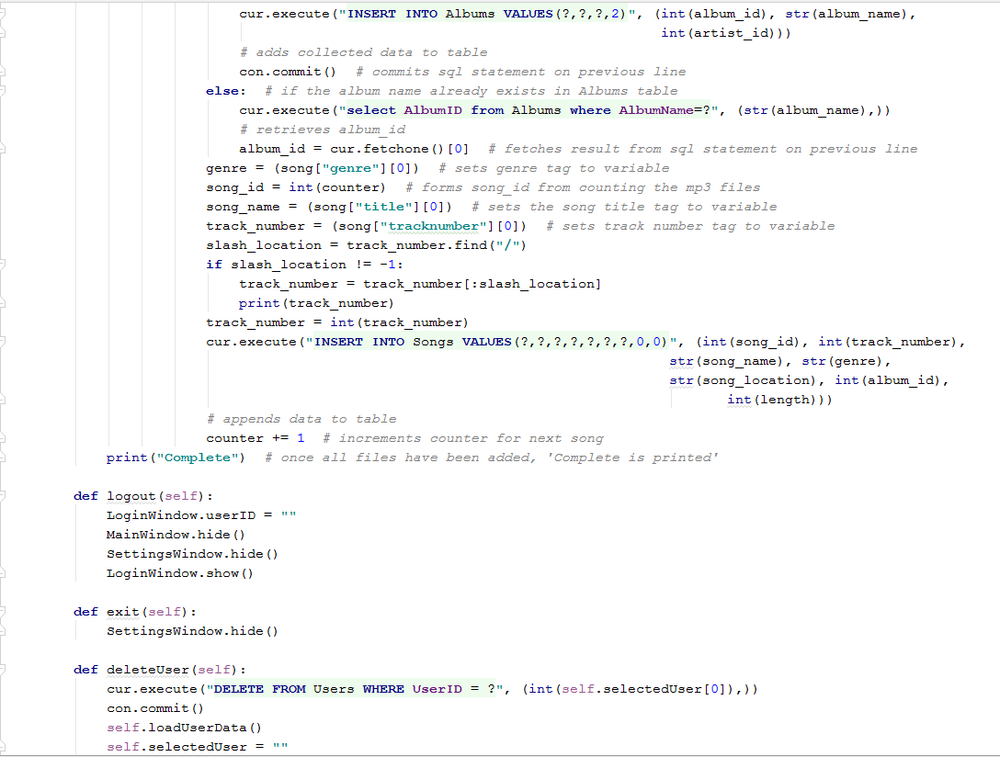 cur.execute("INSERT INTO Albums VALUES(?,?,?,2)", (int(album_id), str(album_name),
int(artist_id)))
# adds collected data to table
con.commit()  # commits sql statement on previous line
else:  # if the album name already exists in Albums table
cur.execute("select AlbumID from Albums where AlbumName=?", (str(album_name),))
# retrieves album_id
album_id = cur.fetchone()[0]  # fetches result from sql statement on previous line
genre = (song["genre"][0])  # sets genre tag to variable
song_id = int(counter)  # forms song_id from counting the mp3 files
song_name = (song["title"][0])  # sets the song title tag to variable
track_number = (song["tracknumber"][0])  # sets track number tag to variable
slash_location = track_number.find("/")
if slash_location != -1:
track_number = track_number[:slash_location]
print(track_number)
track_number = int(track_number)
cur.execute("INSERT INTO Songs VALUES(?,?,?,?,?,?,?,0,0)", (int(song_id), int(track_number),
str(song_name), str(genre),
str(song_location), int(album_id),
int(length)))
# appends data to table
counter += 1  # increments counter for next song
print("Complete")  # once all files have been added, 'Complete is printed'
def logout(self):
LoginWindow.userID = ""
MainWindow.hide()
SettingsWindow.hide()
LoginWindow.show()
def exit(self):
SettingsWindow.hide()
def deleteUser(self):
cur.execute("DELETE FROM Users WHERE UserID = ?", (int(self.selectedUser[0]),))
con.commit()
self.loadUserData()
self.selectedUser = ""